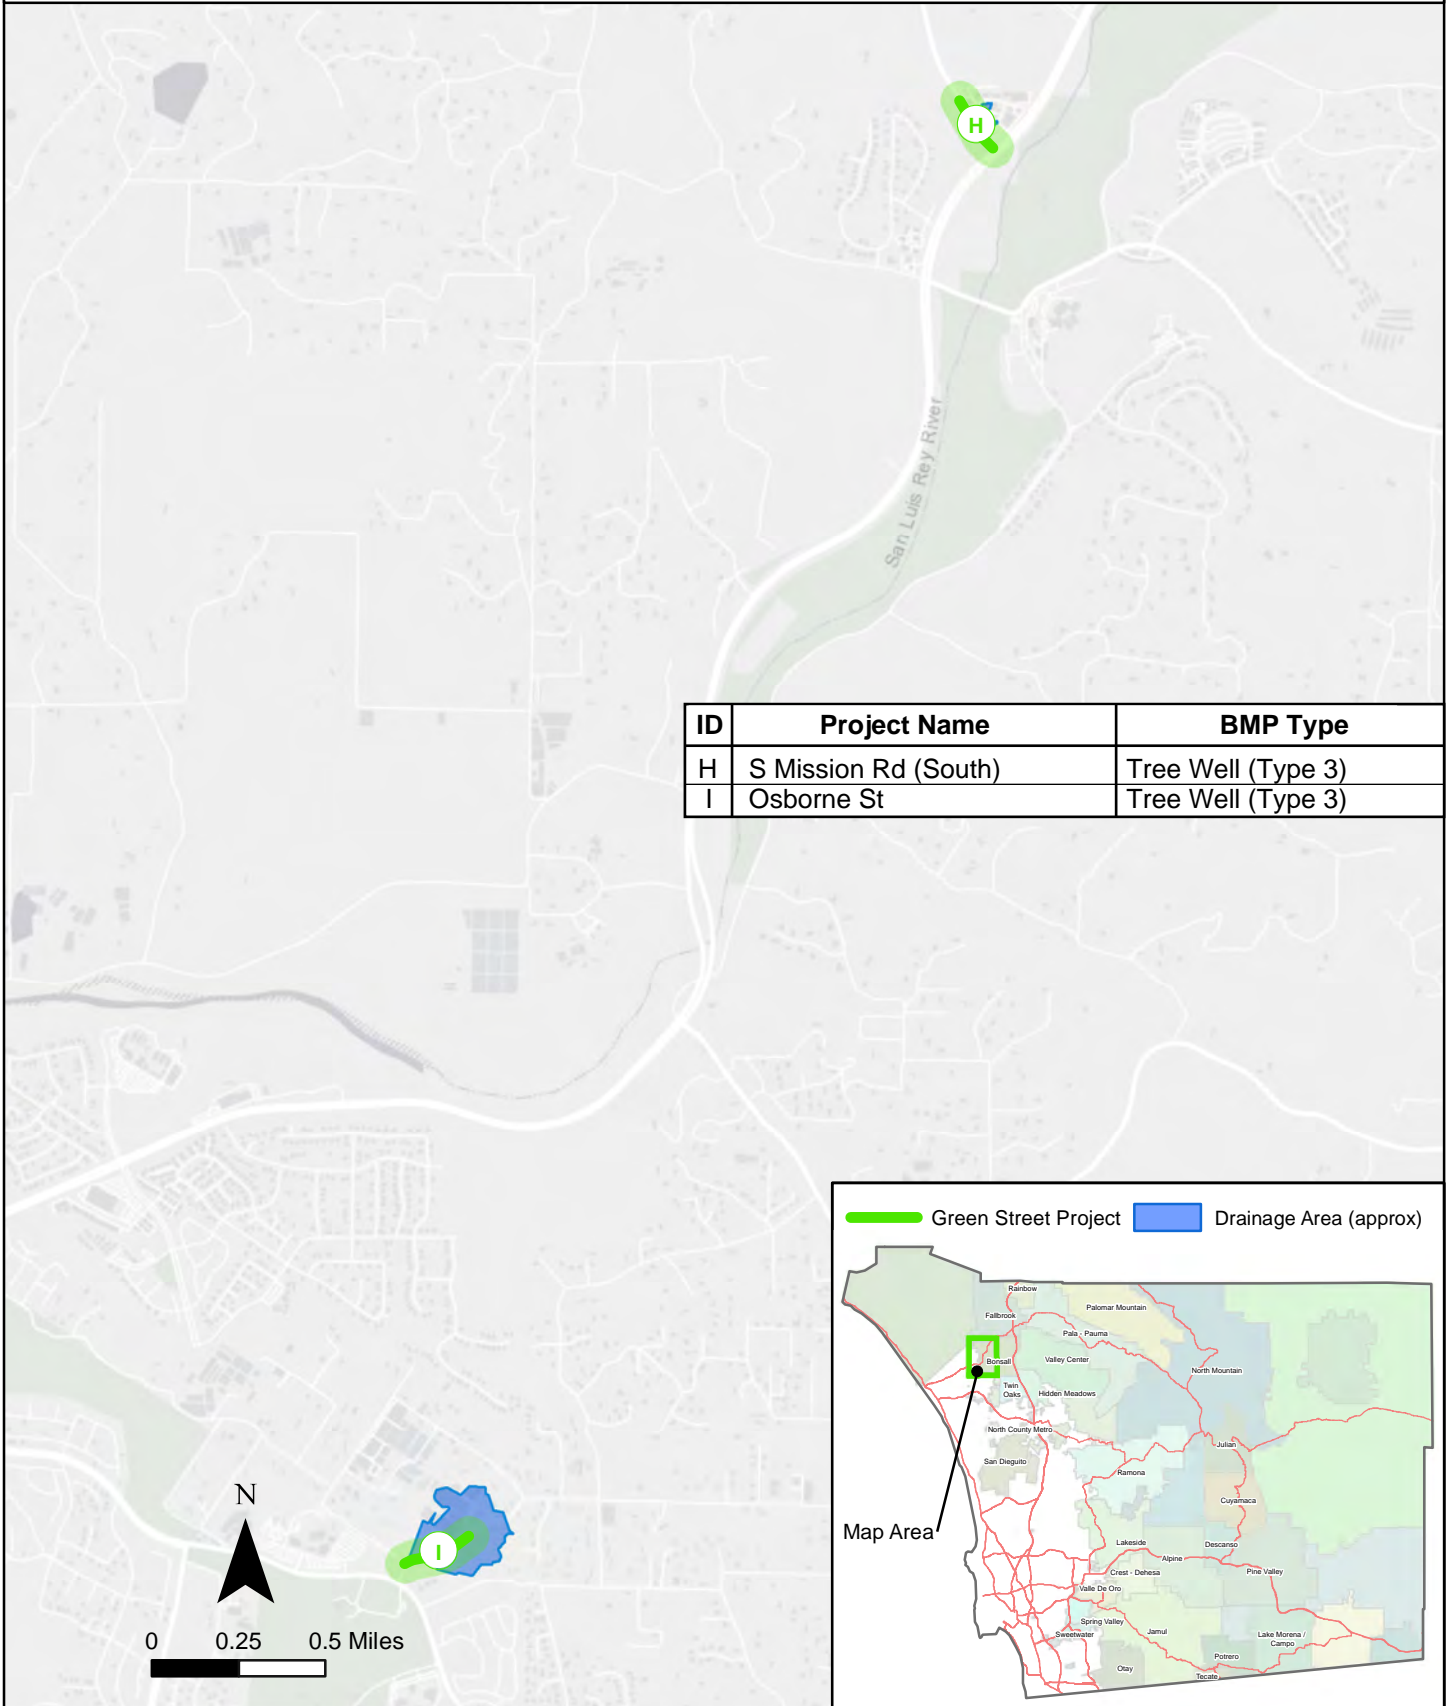 H
San Luis Rey River
ID Project Name BMP Type
H S Mission Rd (South) Tree Well (Type 3)
I Osborne St Tree Well (Type 3)
Green Street Project Drainage Area (approx)
Rainbow
Fallbrook
Palomar Mountain
Pala - Pauma
Bonsall
Valley Center
North Mountain
Twin
Oaks
Hidden Meadows
North County Metro
Julian
San Dieguito
Ramona
Cuyamaca
Map Area
Lakeside
Descanso
Alpine
Crest - Dehesa
Pine Valley
Valle De Oro
Spring Valley
Jamul
Sweetwater
Lake Morena /
Campo
Potrero
Otay
Tecate
I
N
0 0.25 0.5 Miles